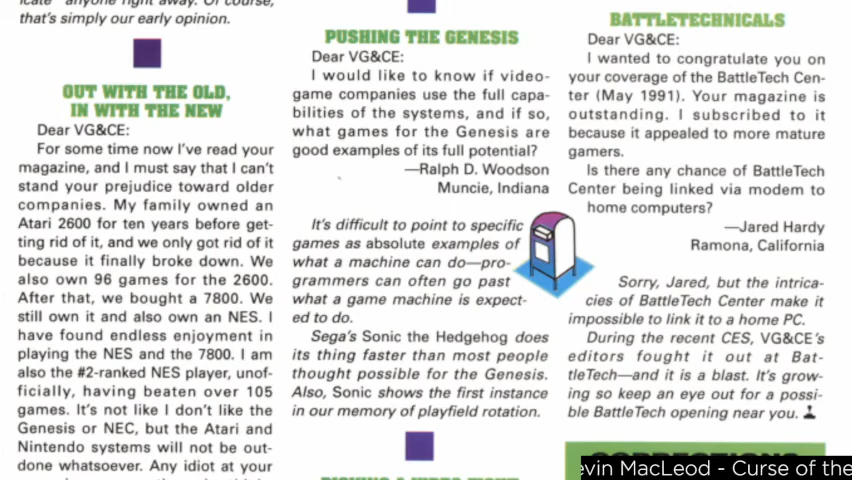 anyone right away. Of course,
that's simply our early opinion.
OUT WITH THE OLD,
IN WITH THE NEW
Dear VG&CE:
For some time now I've read your
magazine, and I must say that I can't
stand your prejudice toward older
companies. My family owned an
Atari 2600 for ten years before get-
ting rid of it, and we only got rid of it
because it finally broke down. We
also own 96 games for the 2600.
After that, we bought a 7800. We
still own it and also own an NES. I
have found endless enjoyment in
playing the NES and the 7800. I am
also the #2-ranked NES player, unof-
ficially, having beaten over 105
games. It's not like I don't like the
Genesis or NEC, but the Atari and
Nintendo systems will not be out-
done whatsoever. Any idiot at your
PUSHING THE GENESIS
Dear VG&CE:
I would like to know if video-
game companies use the full capa-
bilities of the systems, and if so,
what games for the Genesis are
good examples of its full potential?
—Ralph D. Woodson
Muncie, Indiana
It's difficult to point to specific
games as absolute examples of
what a machine can do—pro-
grammers can often go past
what a game machine is expect-
ed to do.
Sega's Sonic the Hedgehog does
its thing faster than most people
thought possible for the Genesis.
Also, Sonic shows the first instance
in our memory of playfield rotation.
BATTLETECHNICALS
Dear VG&CE:
I wanted to congratulate you on
your coverage of the BattleTech Cen-
ter (May 1991). Your magazine is
outstanding. I subscribed to it
because it appealed to more mature
gamers.
Is there any chance of BattleTech
Center being linked via modem to
home computers?
—Jared Hardy
Ramona, California
Sorry, Jared, but the intrica-
cies of BattleTech Center make it
impossible to link it to a home PC.
During the recent CES, VG&CE's
editors fought it out at Bat-
tleTech—and it is a blast. It's grow-
ing so keep an eye out for a possi-
ble BattleTech opening near you.
CORRECTIONS
evin MacLeod - Curse of the